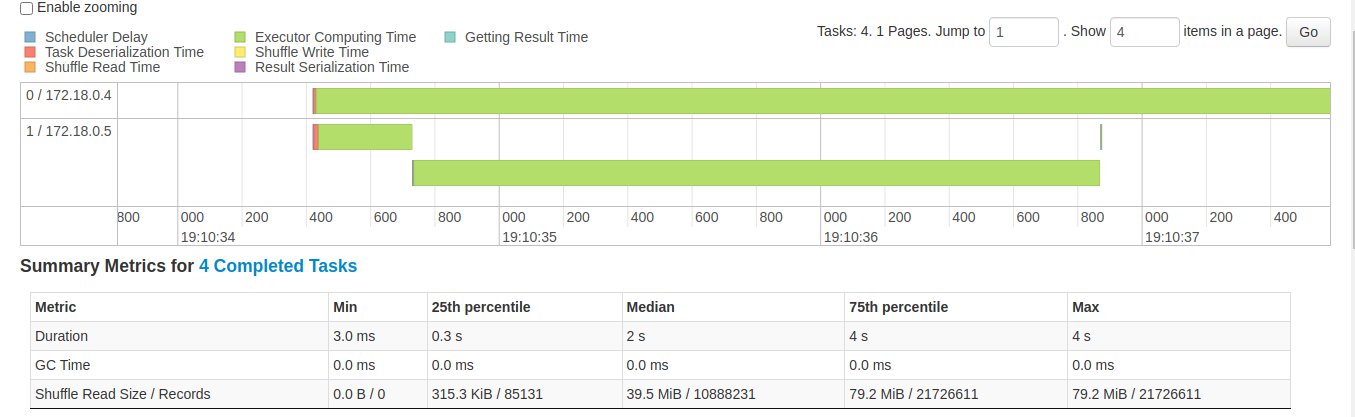 Enable zooming
Scheduler Delay Executor Computing Time Getting Result Time
Task Deserialization Time Shuffle Write Time
Shuffle Read Time Result Serialization Time
Tasks: 4. 1 Pages. Jump to 1 . Show 4 items in a page. Go
0 / 172.18.0.4
1 / 172.18.0.5
800 000 200 400 600 800 000 200 400 600 800 000 200 400 600 800 000 200 400
19:10:34 19:10:35 19:10:36 19:10:37
Summary Metrics for 4 Completed Tasks
Metric Min 25th percentile Median 75th percentile Max
Duration 3.0 ms 0.3 s 2 s 4 s 4 s
GC Time 0.0 ms 0.0 ms 0.0 ms 0.0 ms 0.0 ms
Shuffle Read Size / Records 0.0 B / 0 315.3 KiB / 85131 39.5 MiB / 10888231 79.2 MiB / 21726611 79.2 MiB / 21726611